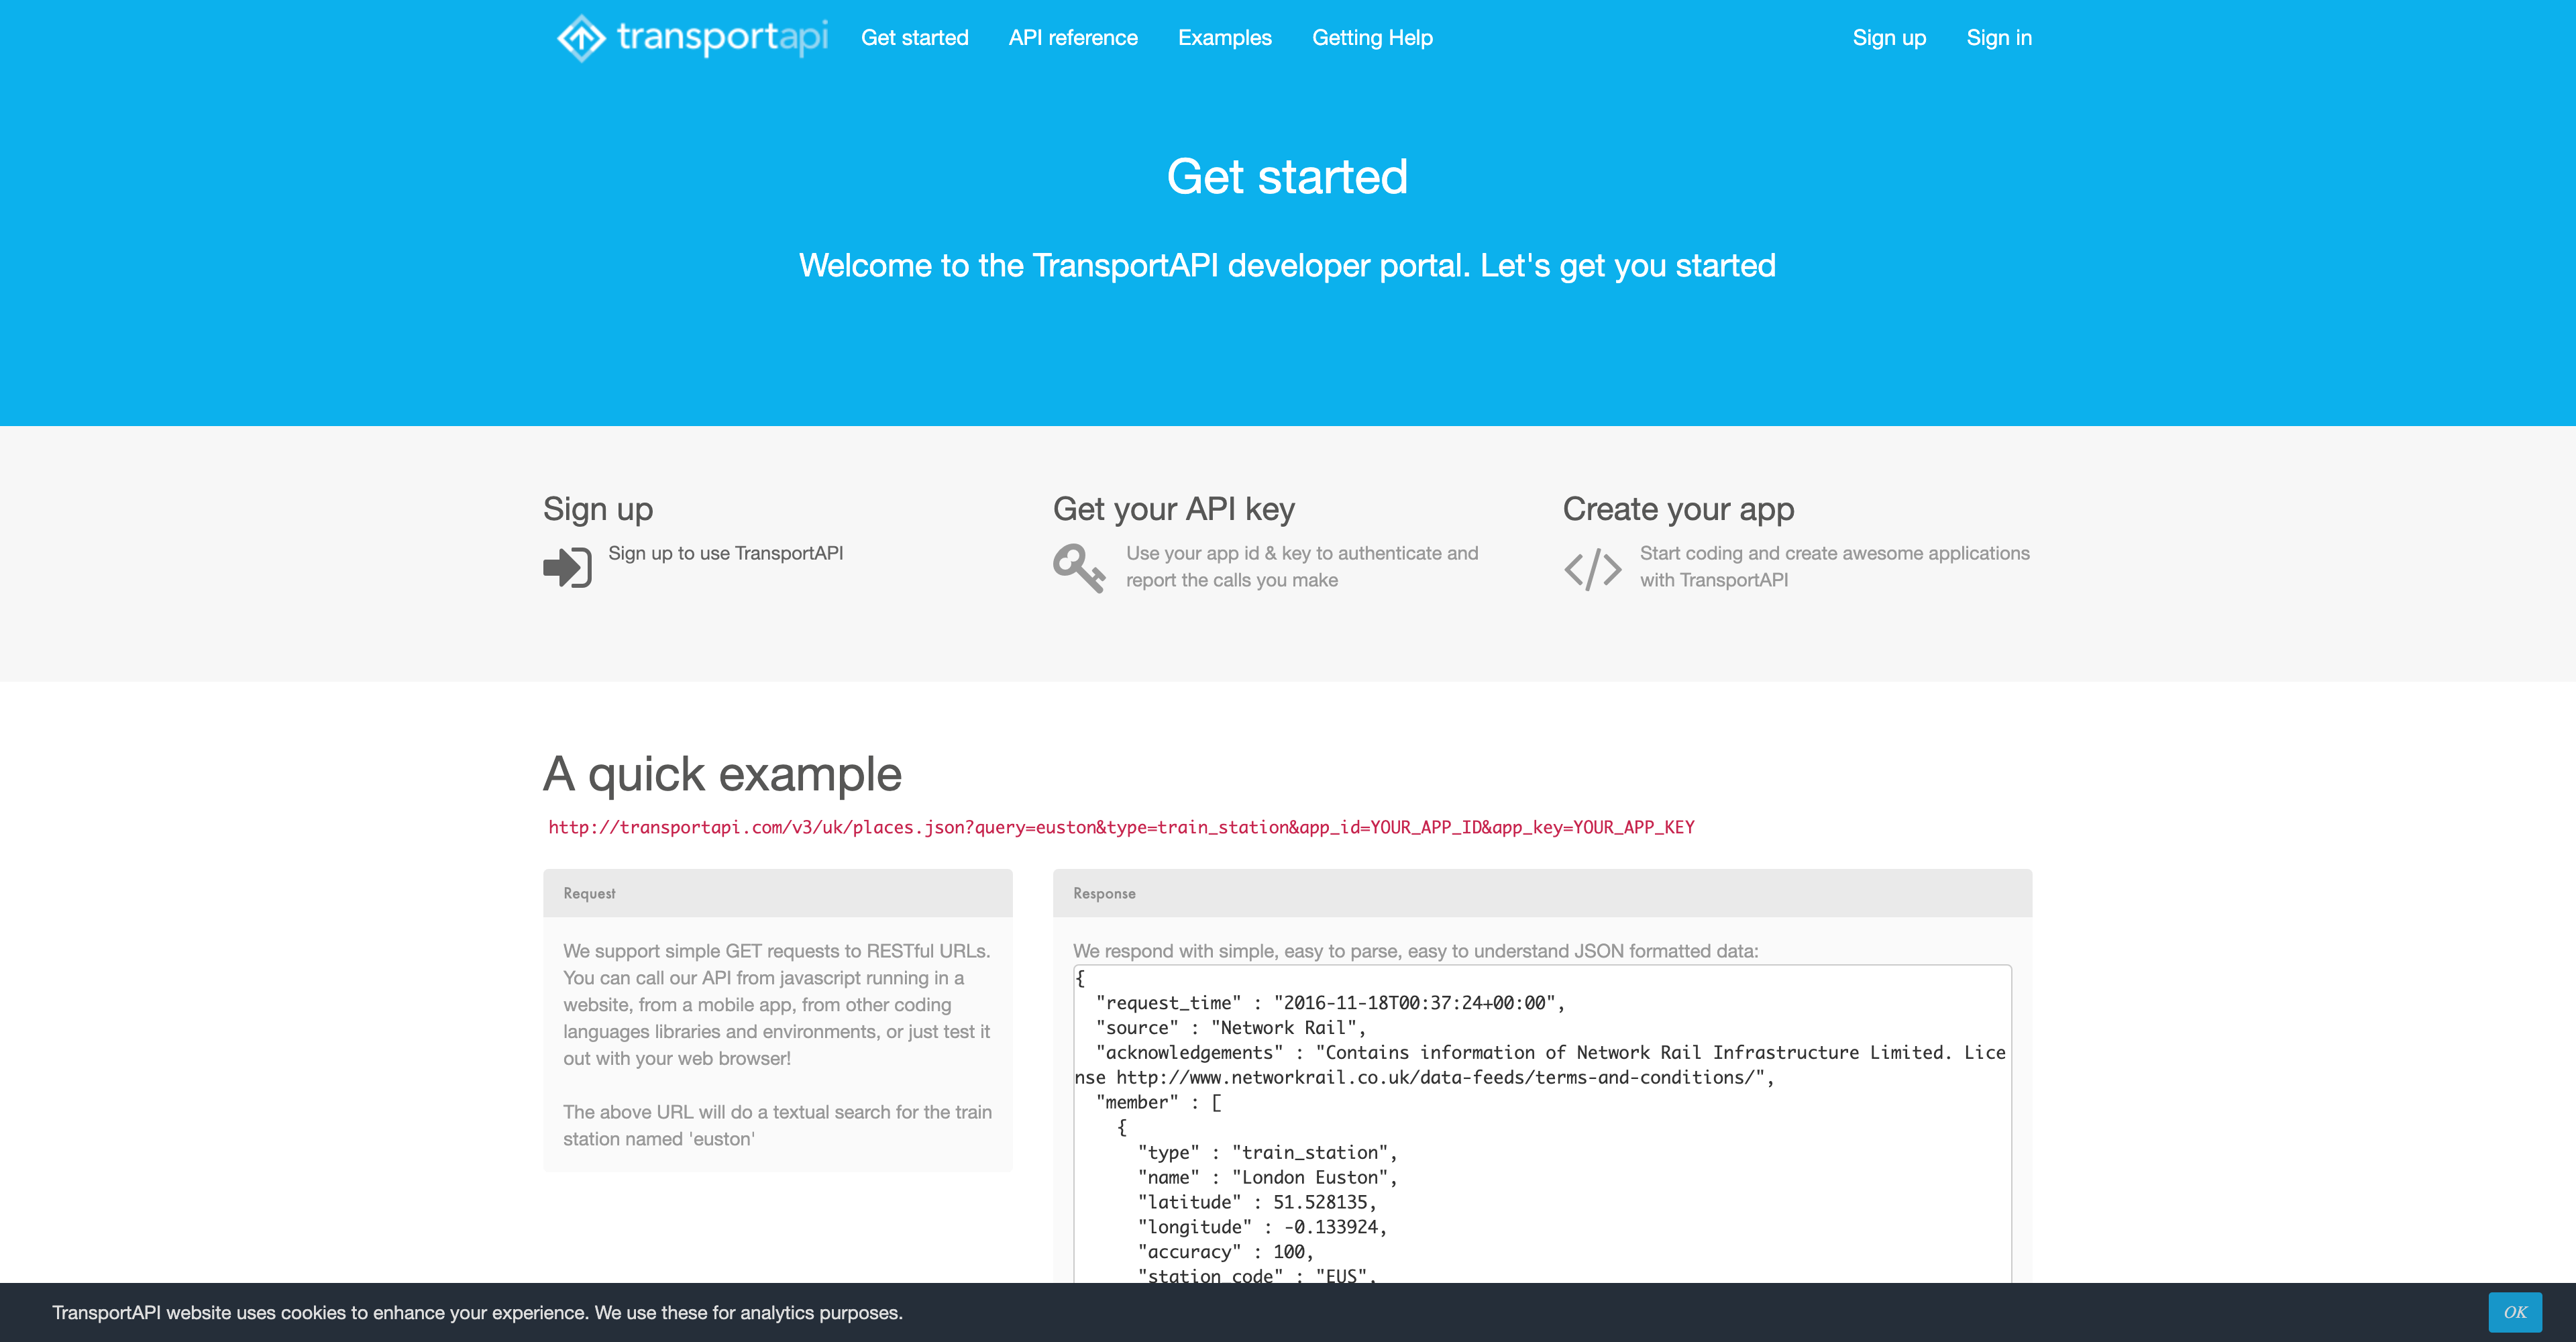 transportapi Get started API reference Examples Getting Help Sign up Sign in
Get started
Welcome to the TransportAPI developer portal. Let's get you started
Sign up
Sign up to use TransportAPI
Get your API key
Use your app id & key to authenticate and
report the calls you make
Create your app
Start coding and create awesome applications
with TransportAPI
A quick example
http://transportapi.com/v3/uk/places.json?query=euston&type=train_station&app_id=YOUR_APP_ID&app_key=YOUR_APP_KEY
Request
We support simple GET requests to RESTful URLs.
You can call our API from javascript running in a
website, from a mobile app, from other coding
languages libraries and environments, or just test it
out with your web browser!
The above URL will do a textual search for the train
station named 'euston'
Response
We respond with simple, easy to parse, easy to understand JSON formatted data:
{
"request_time" : "2016-11-18T00:37:24+00:00",
"source" : "Network Rail",
"acknowledgements" : "Contains information of Network Rail Infrastructure Limited. Lice
nse http://www.networkrail.co.uk/data-feeds/terms-and-conditions/",
"member" : [
{
"type" : "train_station",
"name" : "London Euston",
"latitude" : 51.528135,
"longitude" : -0.133924,
"accuracy" : 100,
"station_code" : "EUS",
TransportAPI website uses cookies to enhance your experience. We use these for analytics purposes.
OK